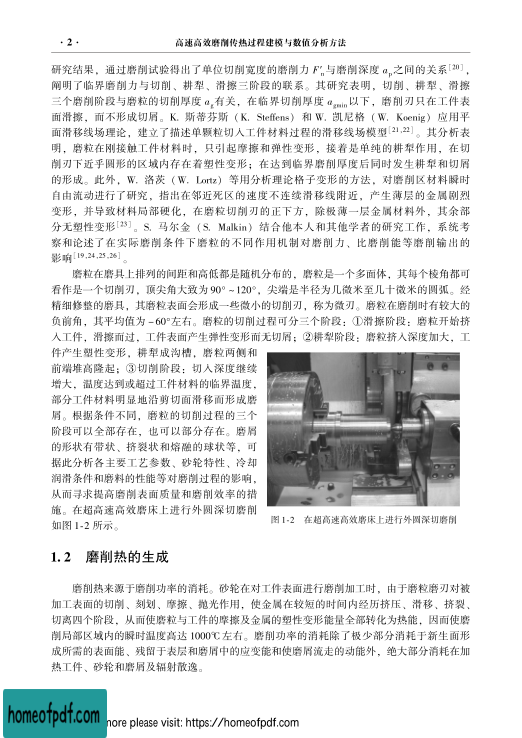 · 2 ·
高速高效磨削传热过程建模与数值分析方法
研究结果，通过磨削试验得出了单位切削宽度的磨削力 F′n与磨削深度 ap之间的关系[20]，
阐明了临界磨削力与切削、耕犁、滑擦三阶段的联系。其研究表明，切削、耕犁、滑擦
三个磨削阶段与磨粒的切削厚度 ag有关，在临界切削厚度 agmin以下，磨削刃只在工件表
面滑擦，而不形成切屑。K. 斯蒂芬斯（K. Steffens）和 W. 凯尼格（W. Koenig）应用平
面滑移线场理论，建立了描述单颗粒切入工件材料过程的滑移线场模型[21,22]。其分析表
明，磨粒在刚接触工件材料时，只引起摩擦和弹性变形，接着是单纯的耕犁作用，在切
削刃下近乎圆形的区域内存在着塑性变形；在达到临界磨削厚度后同时发生耕犁和切屑
的形成。此外，W. 洛茨（W. Lortz）等用分析理论格子变形的方法，对磨削区材料瞬时
自由流动进行了研究，指出在邻近死区的速度不连续滑移线附近，产生薄层的金属剧烈
变形，并导致材料局部硬化，在磨粒切削刃的正下方，除极薄一层金属材料外，其余部
分无塑性变形[23]。S. 马尔金（S. Malkin）结合他本人和其他学者的研究工作，系统考
察和论述了在实际磨削条件下磨粒的不同作用机制对磨削力、比磨削能等磨削输出的
影响[19,24,25,26]。
磨粒在磨具上排列的间距和高低都是随机分布的，磨粒是一个多面体，其每个棱角都可
看作是一个切削刃，顶尖角大致为 90° ~ 120°，尖端是半径为几微米至几十微米的圆弧。经
精细修整的磨具，其磨粒表面会形成一些微小的切削刃，称为微刃。磨粒在磨削时有较大的
负前角，其平均值为 −60°左右。磨粒的切削过程可分三个阶段：①滑擦阶段：磨粒开始挤
入工件，滑擦而过，工件表面产生弹性变形而无切屑；②耕犁阶段：磨粒挤入深度加大，工
件产生塑性变形，耕犁成沟槽，磨粒两侧和
前端堆高隆起；③切削阶段：切入深度继续
增大，温度达到或超过工件材料的临界温度，
部分工件材料明显地沿剪切面滑移而形成磨
屑。根据条件不同，磨粒的切削过程的三个
阶段可以全部存在，也可以部分存在。磨屑
的形状有带状、挤裂状和熔融的球状等，可
据此分析各主要工艺参数、砂轮特性、冷却
润滑条件和磨料的性能等对磨削过程的影响，
从而寻求提高磨削表面质量和磨削效率的措
施。在超高速高效磨床上进行外圆深切磨削
如图 1-2 所示。
图 1-2 在超高速高效磨床上进行外圆深切磨削
1. 2 磨削热的生成
磨削热来源于磨削功率的消耗。砂轮在对工件表面进行磨削加工时，由于磨粒磨刃对被
加工表面的切削、刻划、摩擦、抛光作用，使金属在较短的时间内经历挤压、滑移、挤裂、
切离四个阶段，从而使磨粒与工件的摩擦及金属的塑性变形能量全部转化为热能，因而使磨
削局部区域内的瞬时温度高达 1000℃左右。磨削功率的消耗除了极少部分消耗于新生面形
成所需的表面能、残留于表层和磨屑中的应变能和使磨屑流走的动能外，绝大部分消耗在加
热工件、砂轮和磨屑及辐射散逸。
homeofpdf.com
more please visit: https://homeofpdf.com